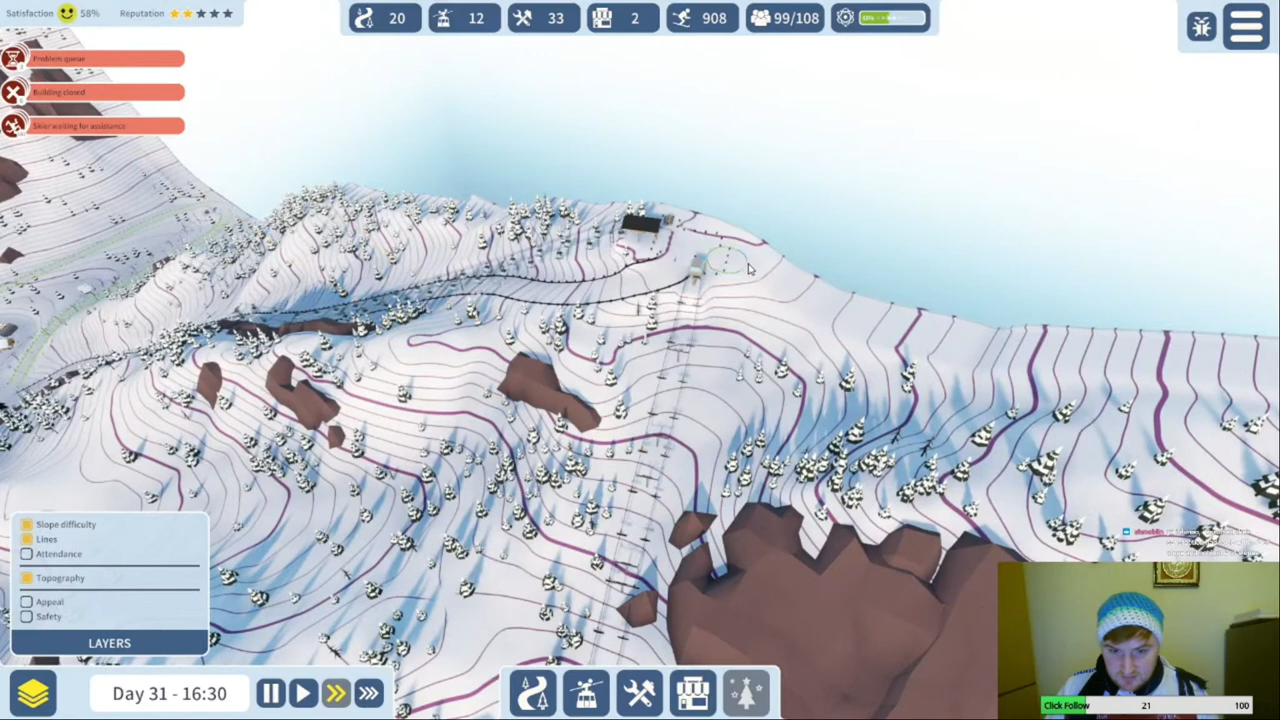 Satisfaction 58% Reputation
20 12 33 2 908 99/108
Problem queue
Building closed
Skier waiting for assistance
Slope difficulty
Lines
Attendance
Topography
Appeal
Safety
LAYERS
Day 31 - 16:30
Click Follow 21 100